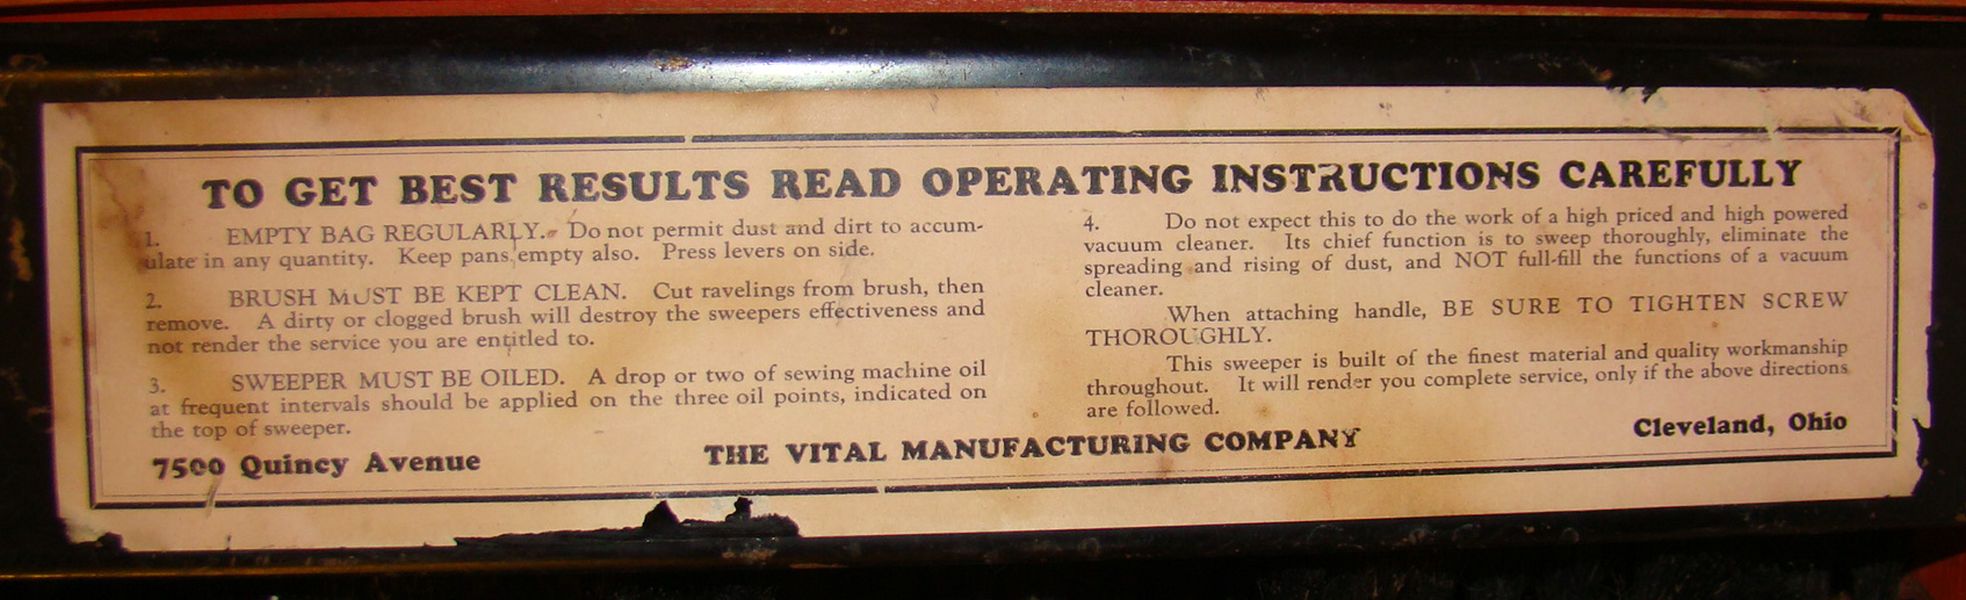 TO GET BEST RESULTS READ OPERATING INSTRUCTIONS CAREFULLY
1. EMPTY BAG REGULARLY. Do not permit dust and dirt to accum-
ulate in any quantity. Keep pans empty also. Press levers on side.
2. BRUSH MUST BE KEPT CLEAN. Cut ravelings from brush, then
remove. A dirty or clogged brush will destroy the sweepers effectiveness and
not render the service you are entitled to.
3. SWEEPER MUST BE OILED. A drop or two of sewing machine oil
at frequent intervals should be applied on the three oil points, indicated on
the top of sweeper.
4. Do not expect this to do the work of a high priced and high powered
vacuum cleaner. Its chief function is to sweep thoroughly, eliminate the
spreading and rising of dust, and NOT full-fill the functions of a vacuum
cleaner.
When attaching handle, BE SURE TO TIGHTEN SCREW
THOROUGHLY.
This sweeper is built of the finest material and quality workmanship
throughout. It will render you complete service, only if the above directions
are followed.
7500 Quincy Avenue THE VITAL MANUFACTURING COMPANY Cleveland, Ohio